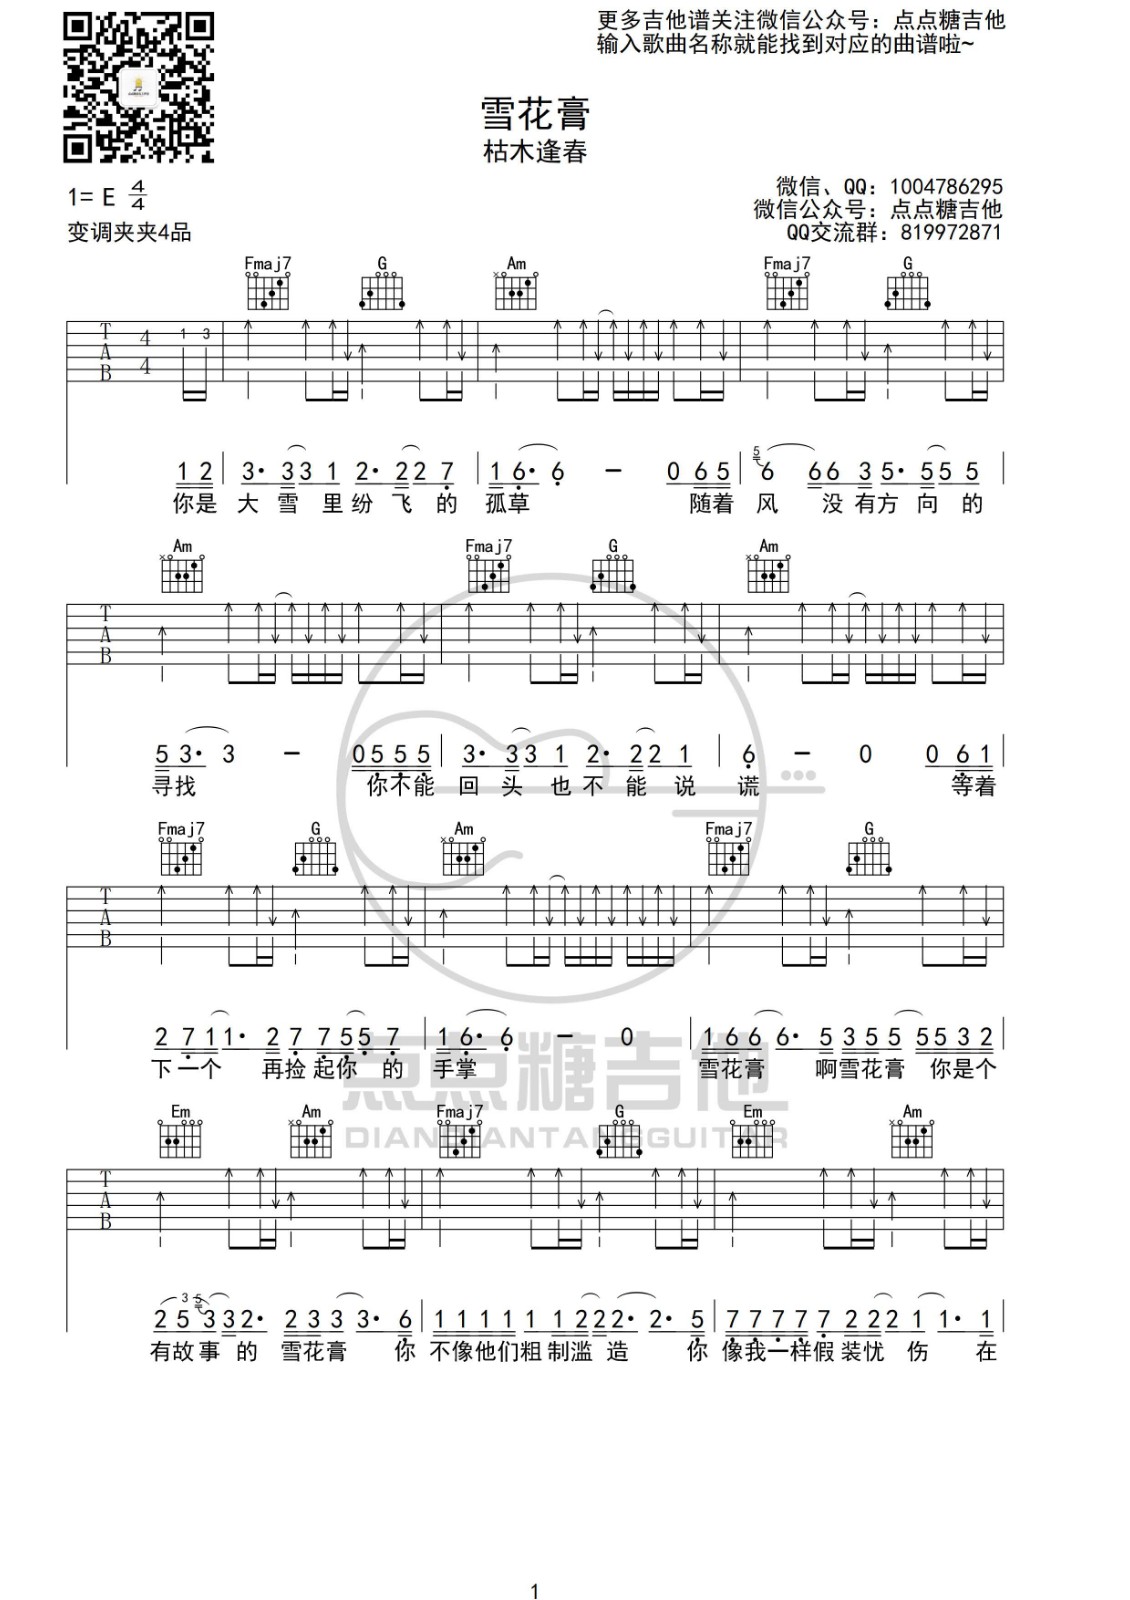 更多吉他谱关注微信公众号：点点糖吉他
输入歌曲名称就能找到对应的曲谱啦~
雪花膏
枯木逢春
1= E 4/4
变调夹夹4品
微信、QQ：1004786295
微信公众号：点点糖吉他
QQ交流群：819972871
Fmaj7 G Am Fmaj7 G
T A B 4 4 1 3
1 2 3· 3 3 1 2· 2 2 7 1 6· 6 - 0 6 5 5 6 6 6 3 5· 5 5 5
你是 大 雪 里 纷 飞 的 孤草 随着 风 没 有 方 向 的
Am Fmaj7 G Am
T A B
5 3· 3 - 0 5 5 5 3· 3 3 1 2· 2 2 1 6 - 0 0 6 1
寻找 你不能 回 头 也 不 能 说 谎 等着
Fmaj7 G Am Fmaj7 G
T A B
2 7 1 1· 2 7 7 5 5 7 1 6· 6 - 0 1 6 6 6· 5 3 5 5 5 5 3 2
下一个 再捡 起你 的 手掌 雪花膏 啊雪花膏 你是个
点点糖吉他
DIANDIANTANGGUITAR
Em Am Fmaj7 G Em Am
T A B
3 5
2 5 3 3 2· 2 3 3 3· 6 1 1 1 1 1 1 2 2 2· 2· 5 7 7 7 7 7 2 2 2 1 1· 1
有故事 的 雪花膏 你 不像他们粗 制滥 造 你 像我一样假 装忧 伤 在
1